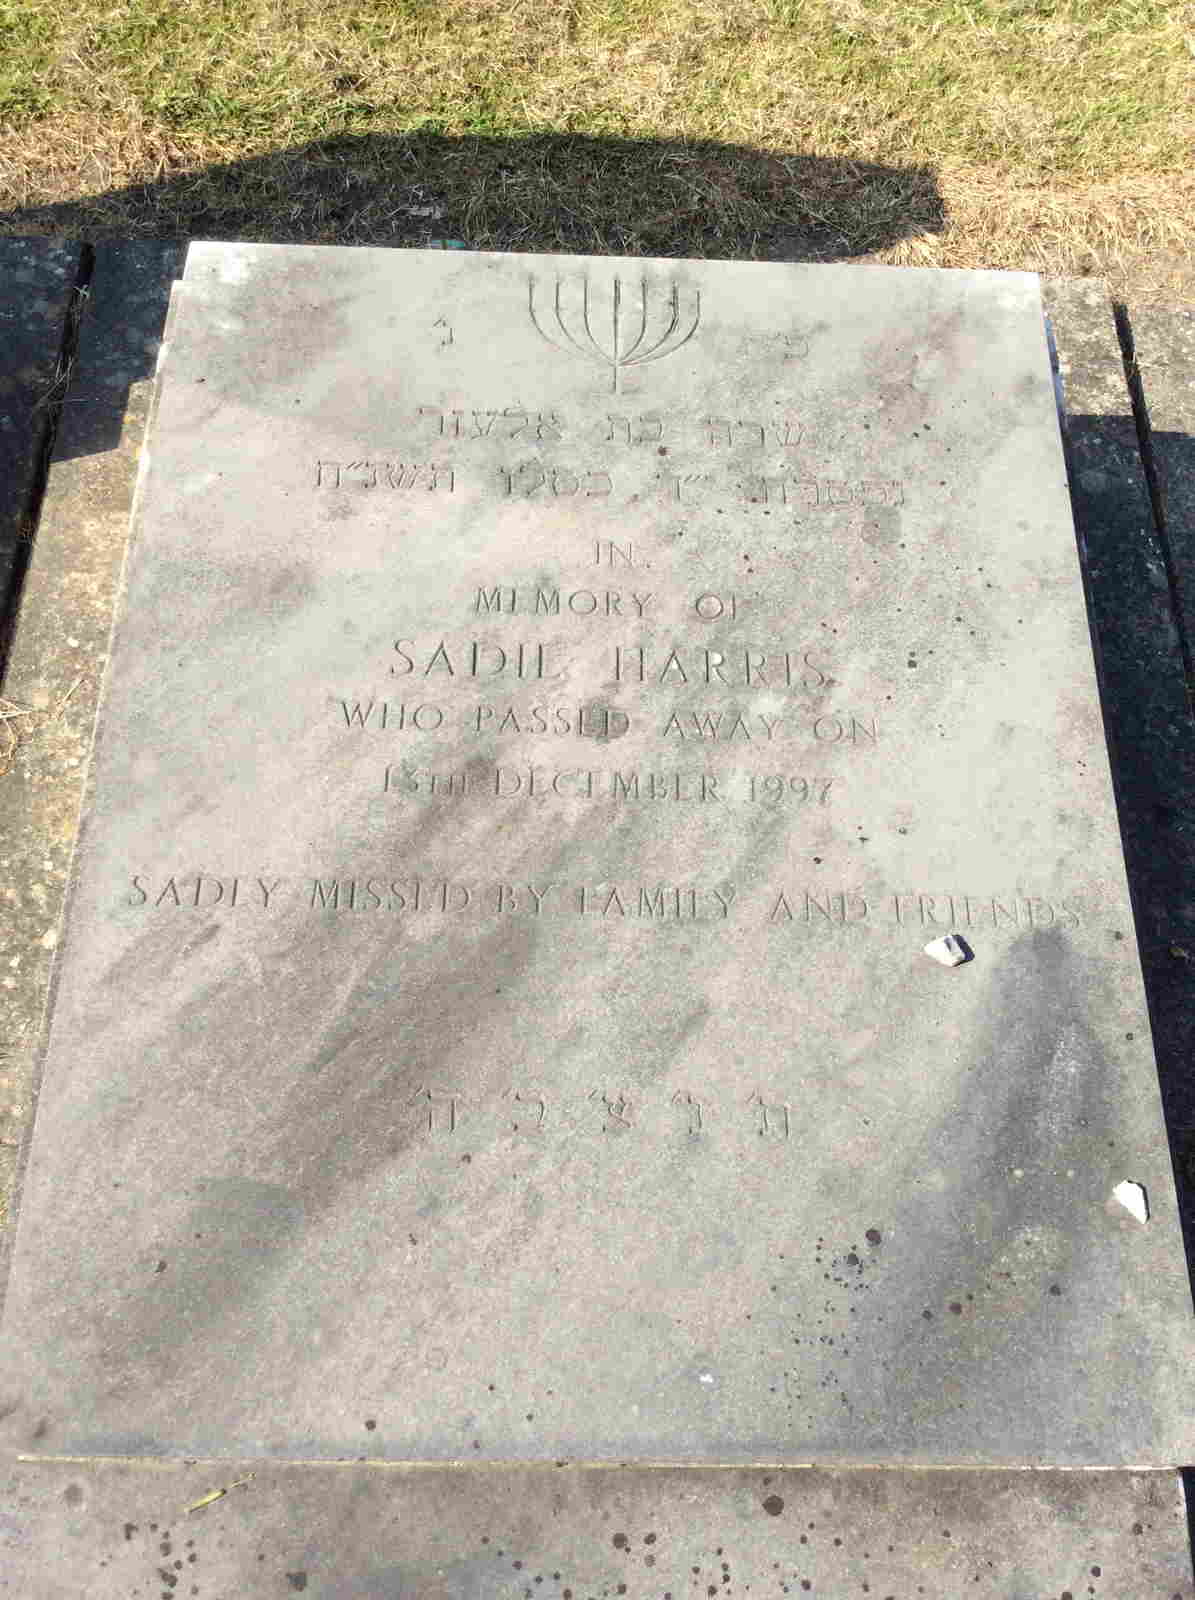 פ׳ נ׳
שרה בת אלעזר
נפטרה י״ד כסלו תשנ״ח
IN
MEMORY OF
SADIE HARRIS
WHO PASSED AWAY ON
13TH DECEMBER 1997
SADLY MISSED BY FAMILY AND FRIENDS
ת׳ נ׳ צ׳ ב׳ ה׳